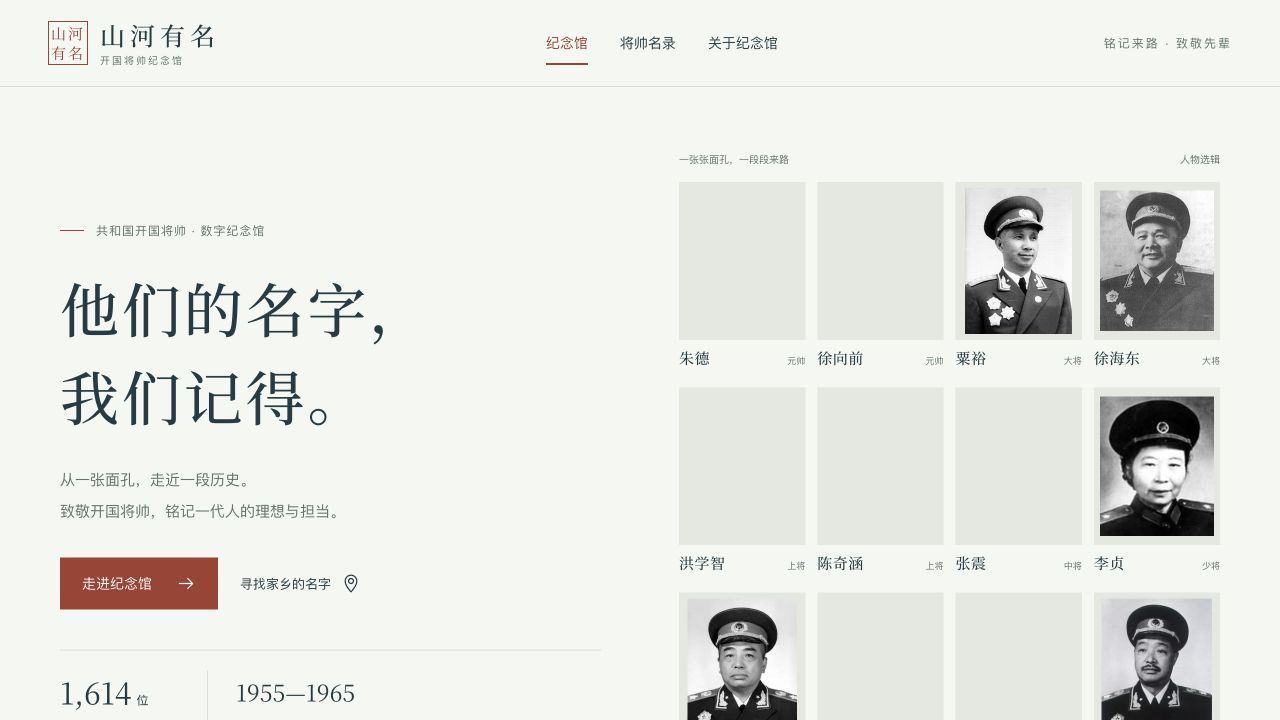 山河
有名
山河有名
开国将帅纪念馆
纪念馆
将帅名录
关于纪念馆
铭记来路 · 致敬先辈
共和国开国将帅 · 数字纪念馆
他们的名字，
我们记得。
从一张面孔，走近一段历史。
致敬开国将帅，铭记一代人的理想与担当。
走进纪念馆 →
寻找家乡的名字
1,614 位
1955—1965
一张张面孔，一段段来路
人物选辑
朱德 元帅
徐向前 元帅
粟裕 大将
徐海东 大将
洪学智 上将
陈奇涵 上将
张震 中将
李贞 少将